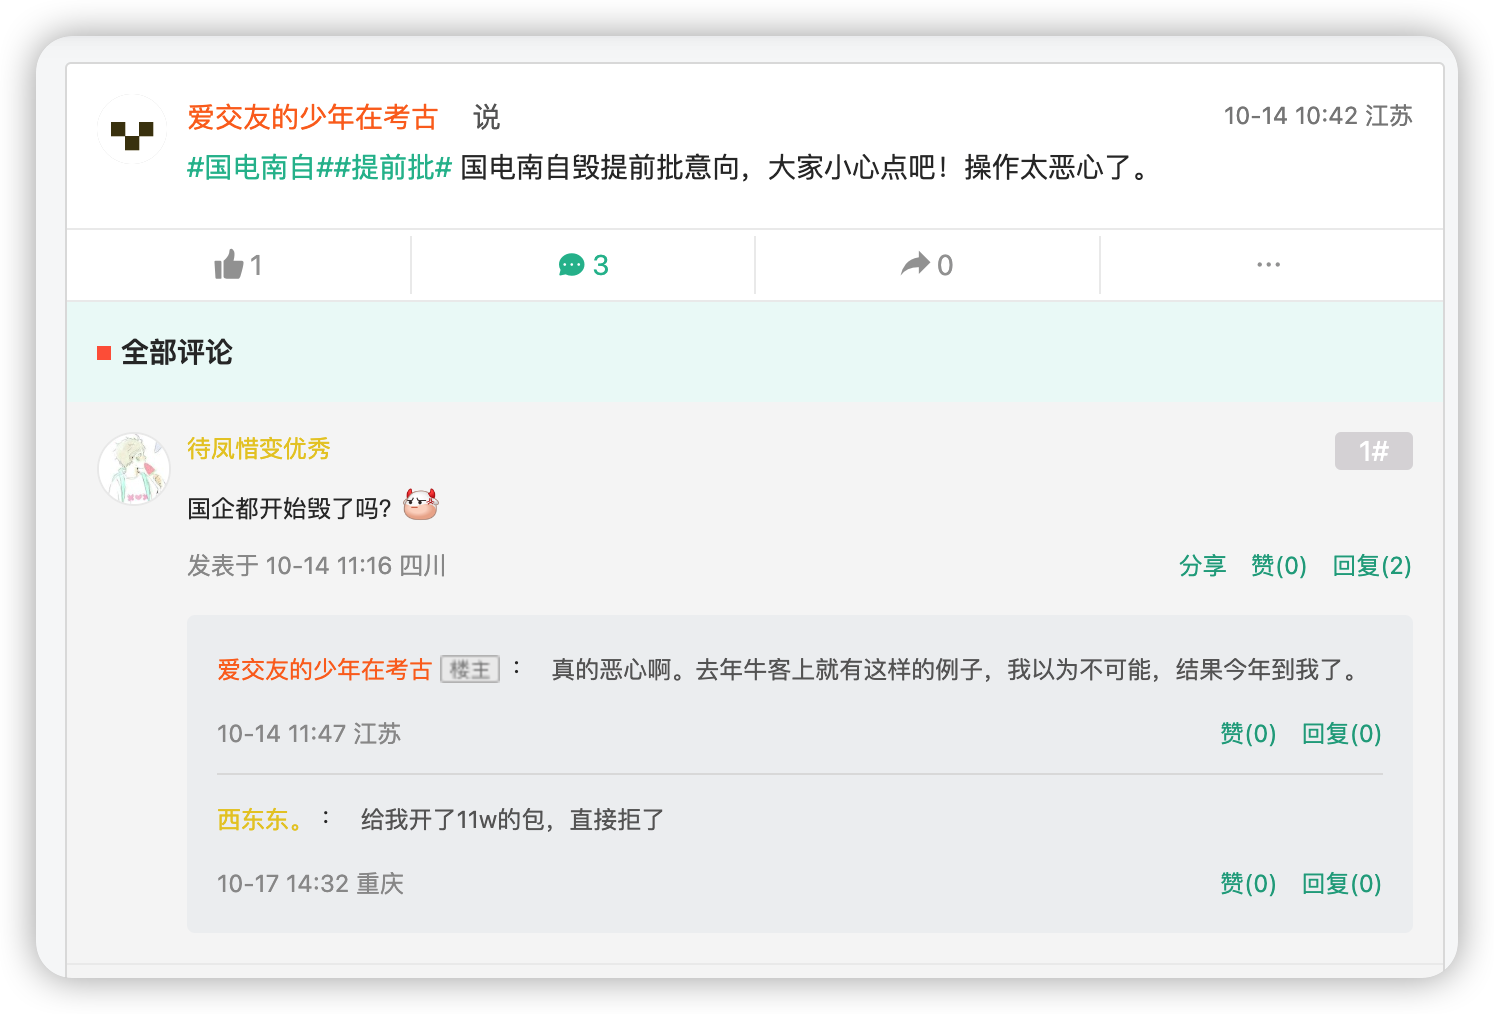 爱交友的少年在考古 说 10-14 10:42 江苏
#国电南自##提前批# 国电南自毁提前批意向，大家小心点吧！操作太恶心了。
1 3 0 ...
全部评论
待凤惜变优秀 1#
国企都开始毁了吗？
发表于 10-14 11:16 四川 分享 赞(0) 回复(2)
爱交友的少年在考古 楼主 ： 真的恶心啊。去年牛客上就有这样的例子，我以为不可能，结果今年到我了。
10-14 11:47 江苏 赞(0) 回复(0)
西东东。 ： 给我开了11w的包，直接拒了
10-17 14:32 重庆 赞(0) 回复(0)